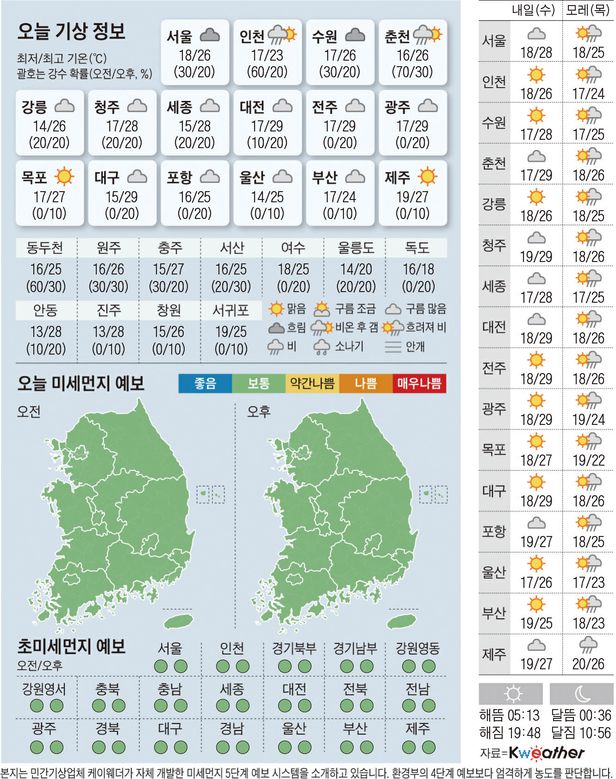 오늘 기상 정보
최저/최고 기온(℃)
괄호는 강수 확률(오전/오후, %)
서울
18/26
(30/20)
인천
17/23
(60/20)
수원
17/26
(30/20)
춘천
16/26
(70/30)
강릉
14/26
(20/20)
청주
17/28
(20/20)
세종
15/28
(20/20)
대전
17/29
(10/20)
전주
17/29
(0/20)
광주
17/29
(0/20)
목포
17/27
(0/10)
대구
15/29
(0/20)
포항
16/25
(0/20)
울산
14/25
(0/10)
부산
17/24
(0/10)
제주
19/27
(0/10)
동두천 원주 충주 서산 여수 울릉도 독도
16/25 16/26 15/27 16/25 18/25 14/20 16/18
(60/30) (30/30) (30/20) (20/30) (0/20) (20/20) (0/20)
안동 진주 창원 서귀포
13/28 13/28 15/26 19/25
(10/20) (0/10) (0/10) (0/10)
맑음 구름 조금 구름 많음
흐림 비온 후 갬 흐려져 비
비 소나기 안개
오늘 미세먼지 예보
좋음 보통 약간나쁨 나쁨 매우나쁨
오전 오후
초미세먼지 예보
오전/오후
서울 인천 경기북부 경기남부 강원영동
강원영서 충북 충남 세종 대전 전북 전남
광주 경북 대구 경남 울산 부산 제주
내일(수) 모레(목)
서울 18/28 18/25
인천 18/26 17/24
수원 17/28 17/25
춘천 17/29 18/26
강릉 18/26 18/25
청주 19/29 18/26
세종 17/28 17/25
대전 18/29 18/26
전주 18/29 18/26
광주 18/29 19/24
목포 18/27 19/22
대구 18/29 18/26
포항 19/27 18/25
울산 17/26 17/23
부산 19/25 18/23
제주 19/27 20/26
해뜸 05:13 달뜸 00:36
해짐 19:48 달짐 10:56
자료=Kweather
본지는 민간기상업체 케이웨더가 자체 개발한 미세먼지 5단계 예보 시스템을 소개하고 있습니다. 환경부의 4단계 예보보다 엄격하게 농도를 판단합니다.